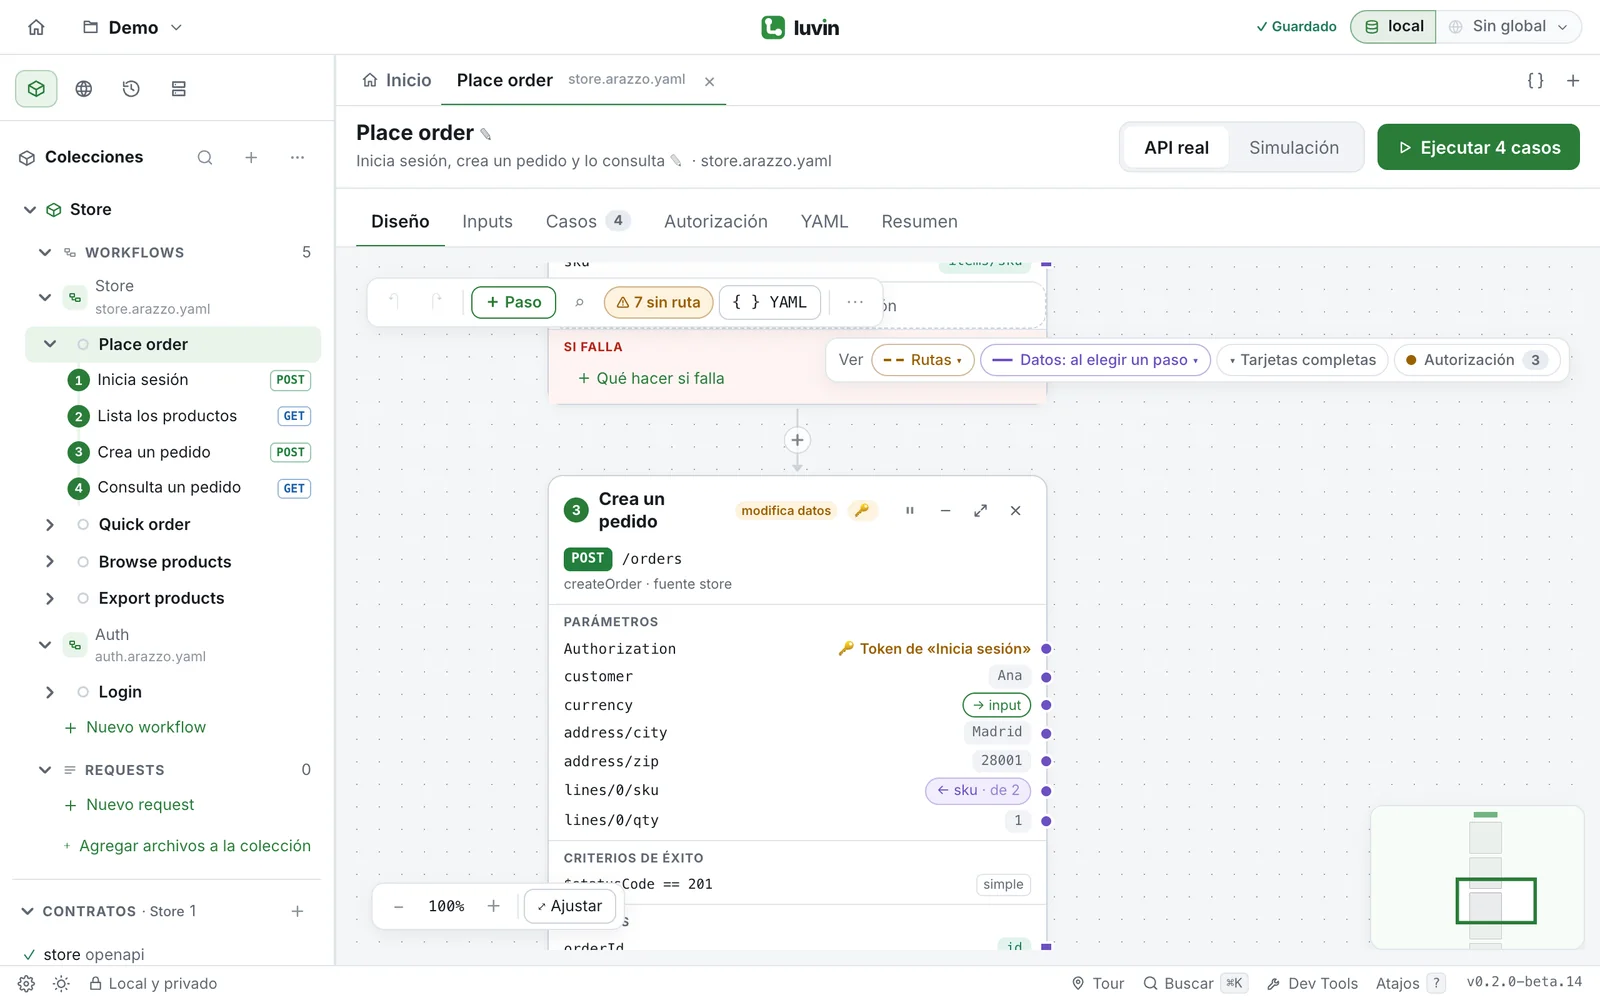 Demo
luvin
Guardado
local
Sin global
Inicio
Place order
store.arazzo.yaml
{ }
Colecciones
Store
WORKFLOWS
5
Store
store.arazzo.yaml
Place order
1 Inicia sesión POST
2 Lista los productos GET
3 Crea un pedido POST
4 Consulta un pedido GET
Quick order
Browse products
Export products
Auth
auth.arazzo.yaml
Login
+ Nuevo workflow
REQUESTS
0
+ Nuevo request
+ Agregar archivos a la colección
CONTRATOS · Store 1
store openapi
Place order
Inicia sesión, crea un pedido y lo consulta · store.arazzo.yaml
API real
Simulación
Ejecutar 4 casos
Diseño
Inputs
Casos 4
Autorización
YAML
Resumen
sku
items/sku
+ Paso
7 sin ruta
{ } YAML
...
SI FALLA
+ Qué hacer si falla
Ver
Rutas
Datos: al elegir un paso
Tarjetas completas
Autorización 3
3 Crea un
pedido
modifica datos
POST /orders
createOrder · fuente store
PARÁMETROS
Authorization
Token de «Inicia sesión»
customer
Ana
currency
→ input
address/city
Madrid
address/zip
28001
lines/0/sku
← sku · de 2
lines/0/qty
1
CRITERIOS DE ÉXITO
$statusCode == 201
simple
orderId
id
− 100% +
Ajustar
Local y privado
Tour
Buscar ⌘K
Dev Tools
Atajos ?
v0.2.0-beta.14